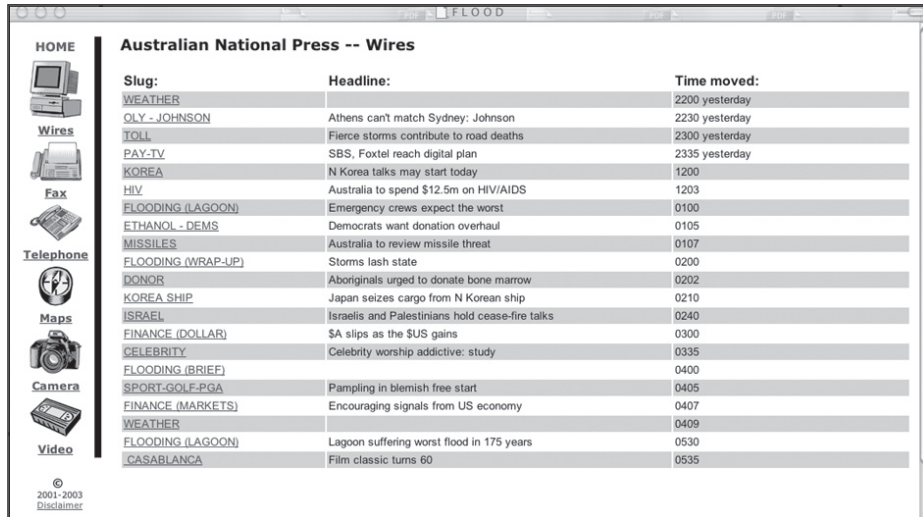 FLOOD
HOME
Wires
Fax
Telephone
Maps
Camera
Video
©
2001-2003
Disclaimer
Australian National Press -- Wires
Slug: Headline: Time moved:
WEATHER 2200 yesterday
OLY - JOHNSON Athens can't match Sydney: Johnson 2230 yesterday
TOLL Fierce storms contribute to road deaths 2300 yesterday
PAY-TV SBS, Foxtel reach digital plan 2335 yesterday
KOREA N Korea talks may start today 1200
HIV Australia to spend $12.5m on HIV/AIDS 1203
FLOODING (LAGOON) Emergency crews expect the worst 0100
ETHANOL - DEMS Democrats want donation overhaul 0105
MISSILES Australia to review missile threat 0107
FLOODING (WRAP-UP) Storms lash state 0200
DONOR Aboriginals urged to donate bone marrow 0202
KOREA SHIP Japan seizes cargo from N Korean ship 0210
ISRAEL Israelis and Palestinians hold cease-fire talks 0240
FINANCE (DOLLAR) $A slips as the $US gains 0300
CELEBRITY Celebrity worship addictive: study 0335
FLOODING (BRIEF) 0400
SPORT-GOLF-PGA Pampling in blemish free start 0405
FINANCE (MARKETS) Encouraging signals from US economy 0407
WEATHER 0409
FLOODING (LAGOON) Lagoon suffering worst flood in 175 years 0530
CASABLANCA Film classic turns 60 0535